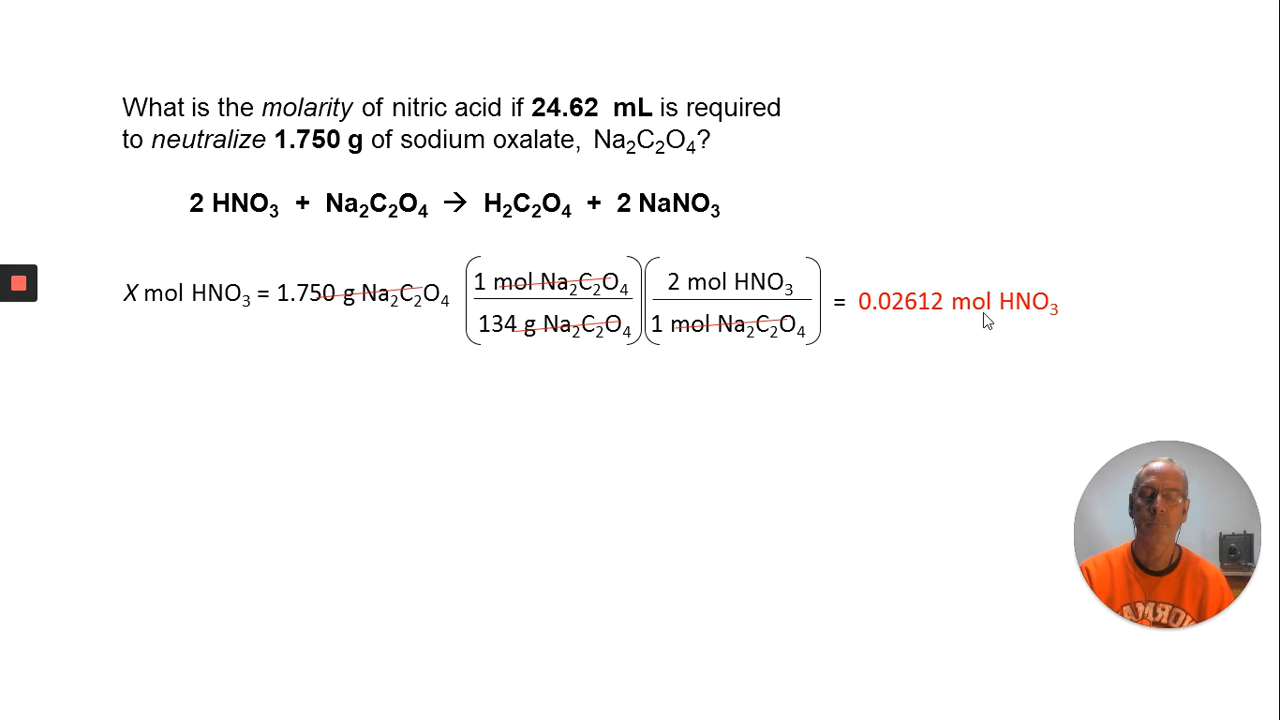 What is the molarity of nitric acid if 24.62 mL is required
to neutralize 1.750 g of sodium oxalate, Na₂C₂O₄?
2 HNO₃ + Na₂C₂O₄ → H₂C₂O₄ + 2 NaNO₃
X mol HNO₃ = 1.750 g Na₂C₂O₄ (1 mol Na₂C₂O₄ / 134 g Na₂C₂O₄) (2 mol HNO₃ / 1 mol Na₂C₂O₄) = 0.02612 mol HNO₃